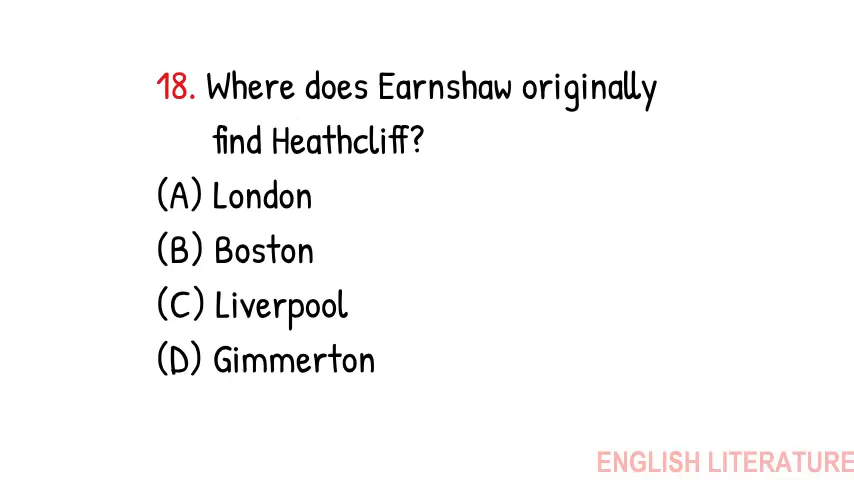 18. Where does Earnshaw originally
find Heathcliff?
(A) London
(B) Boston
(C) Liverpool
(D) Gimmerton
ENGLISH LITERATURE